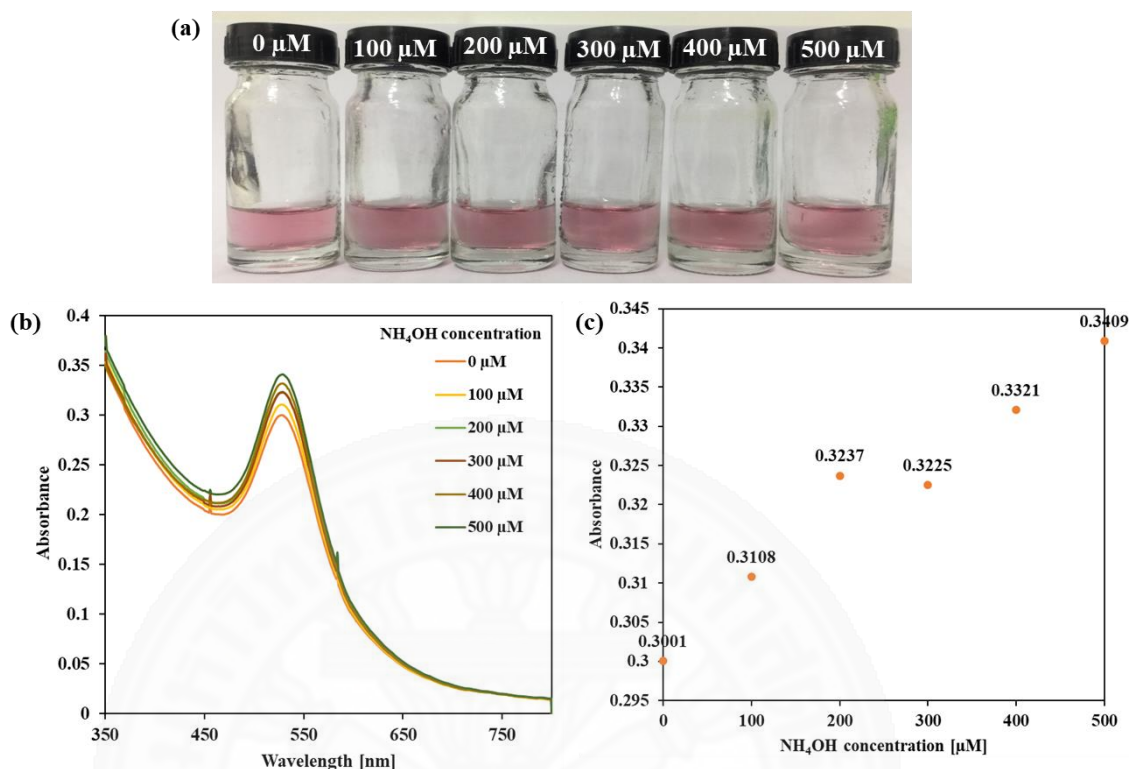 (a)
0 µM 100 µM 200 µM 300 µM 400 µM 500 µM
(b)
0.4
0.35
0.3
0.25
0.2
0.15
0.1
0.05
0
350 450 550 650 750
Absorbance
Wavelength [nm]
NH₄OH concentration
0 µM
100 µM
200 µM
300 µM
400 µM
500 µM
(c)
0.345
0.34
0.335
0.33
0.325
0.32
0.315
0.31
0.305
0.3
0.295
0 100 200 300 400 500
Absorbance
NH₄OH concentration [µM]
0.3001
0.3108
0.3237
0.3225
0.3321
0.3409